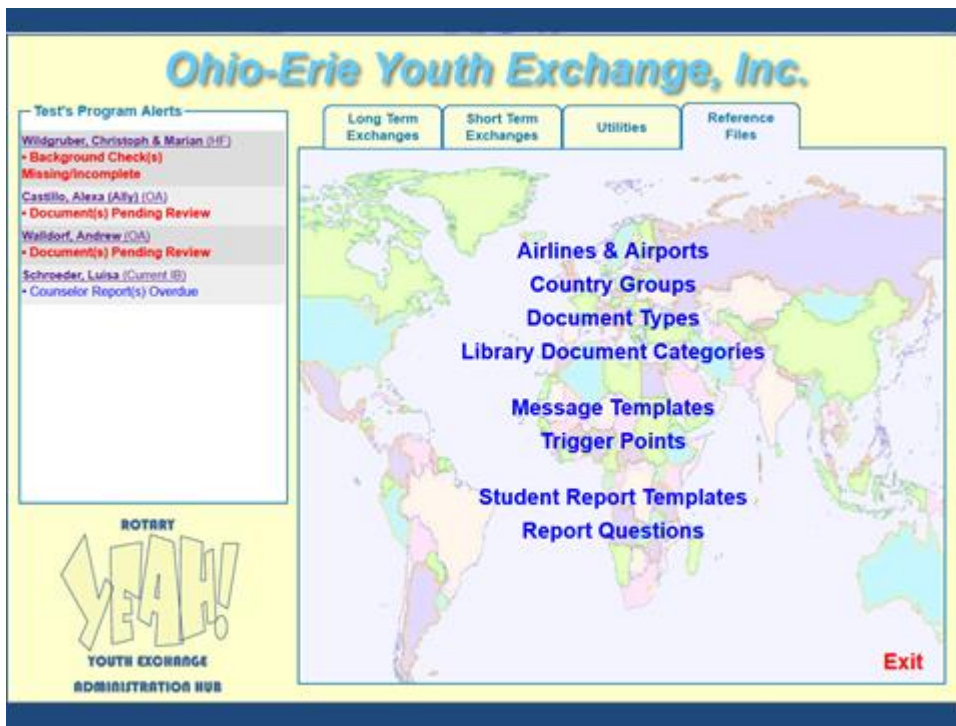 Ohio-Erie Youth Exchange, Inc.
Test's Program Alerts
Wildgruber, Christoph & Marian (HF)
• Background Check(s)
Missing/Incomplete
Castillo, Alexa (Ally) (OA)
• Document(s) Pending Review
Walldorf, Andrew (OA)
• Document(s) Pending Review
Schroeder, Luisa (Current IB)
• Counselor Report(s) Overdue
Long Term
Exchanges
Short Term
Exchanges
Utilities
Reference
Files
Airlines & Airports
Country Groups
Document Types
Library Document Categories
Message Templates
Trigger Points
Student Report Templates
Report Questions
Exit
ROTARY
YEAH!
YOUTH EXCHANGE
ADMINISTRATION HUB